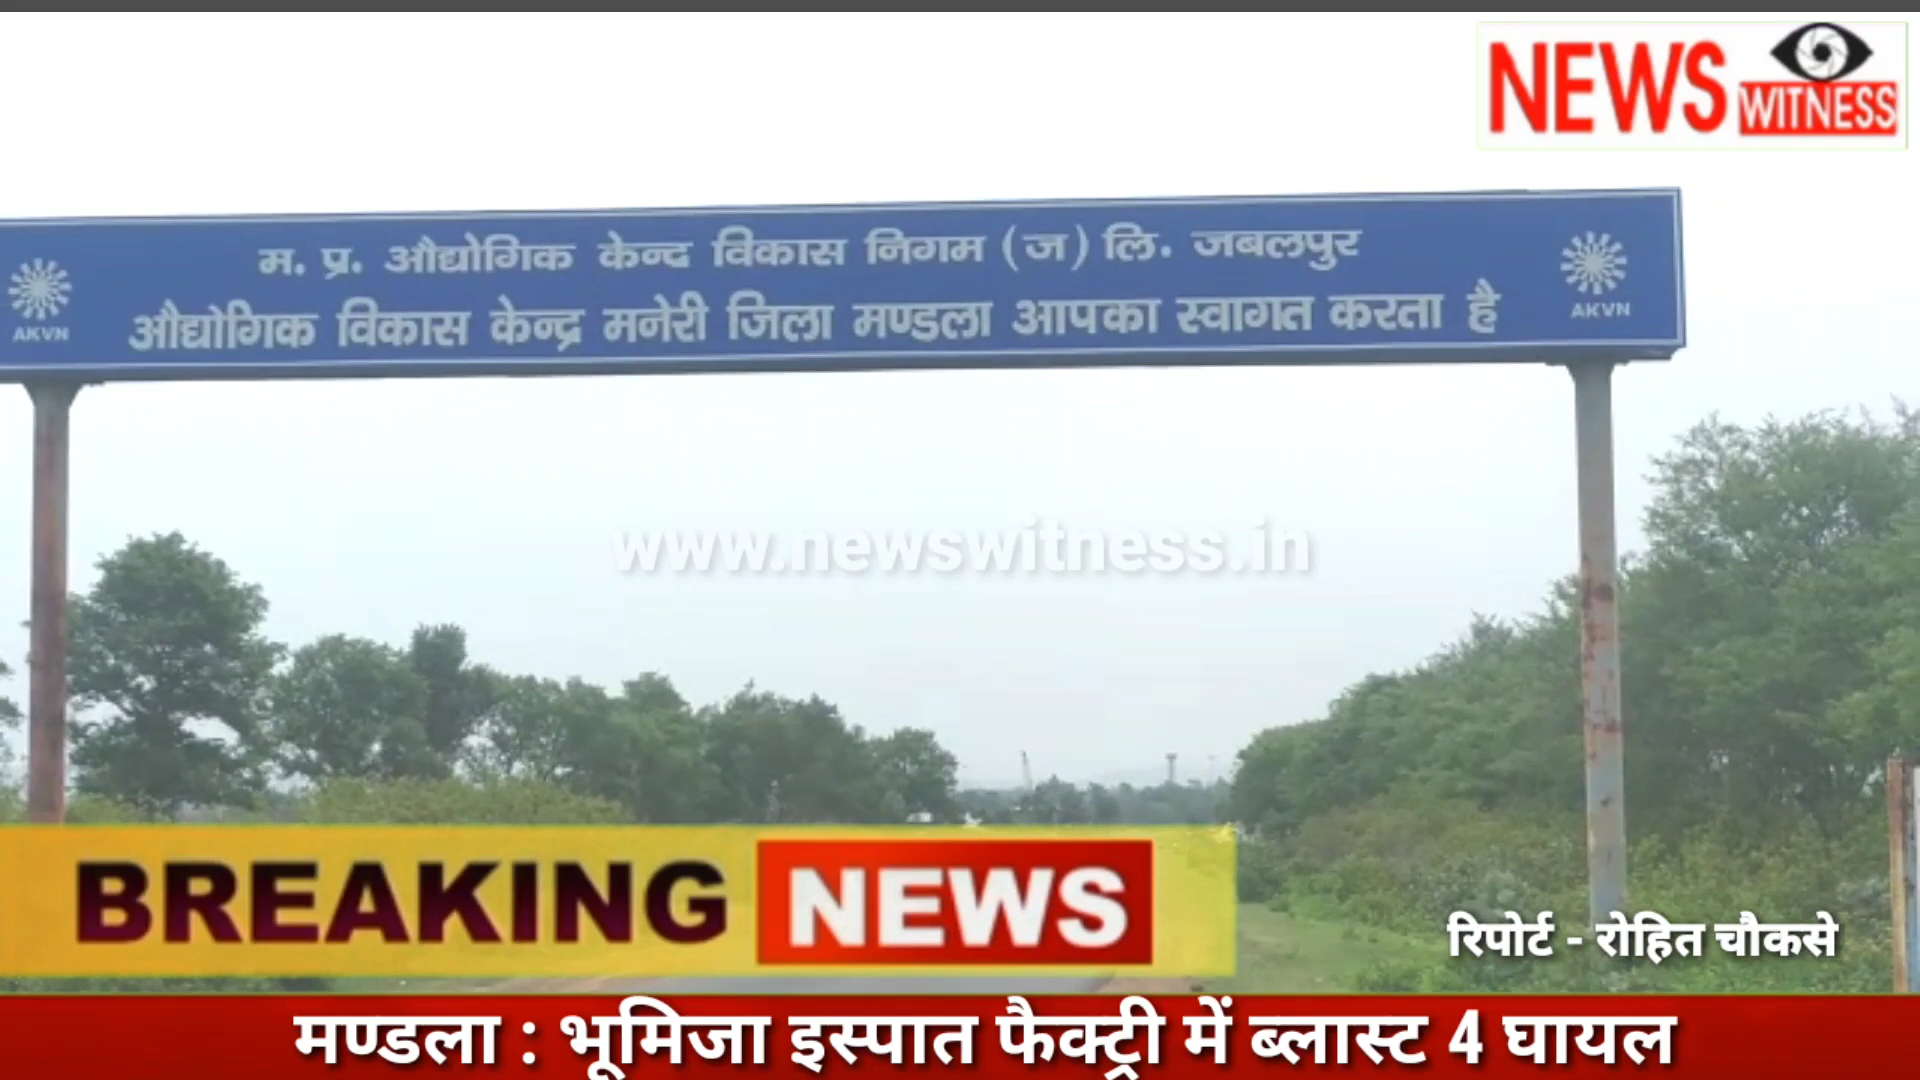 NEWS
WITNESS
म. प्र. औद्योगिक केन्द विकास निगम (ज) लि. जबलपुर
औद्योगिक विकास केन्द्र मनेरी जिला मण्डला आपका स्वागत करता है
AKVN
AKVN
www.newswitness.in
BREAKING NEWS
रिपोर्ट - रोहित चौकसे
मण्डला : भूमिजा इस्पात फैक्ट्री में ब्लास्ट 4 घायल